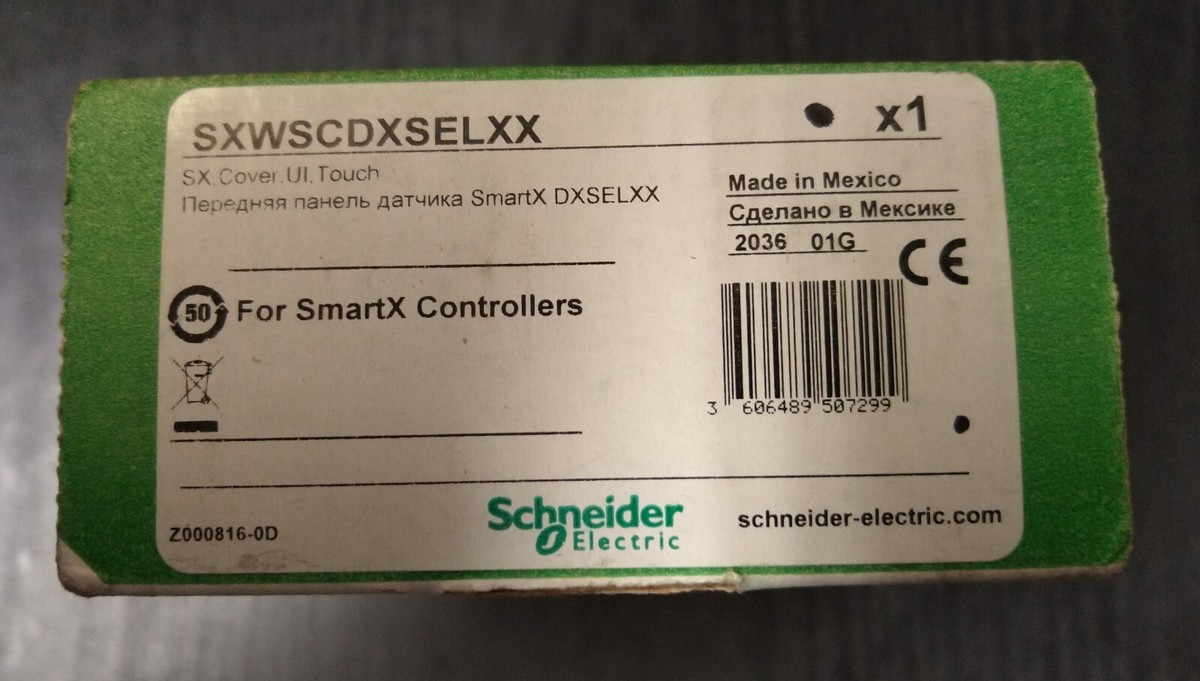 SXWSCDXSELXX
x1
SX, Cover, UI, Touch
Передняя панель датчика SmartX DXSELXX
Made in Mexico
Сделано в Мексике
2036 01G
CE
50
For SmartX Controllers
3 606489 507299
Z000816-0D
Schneider
Electric
schneider-electric.com